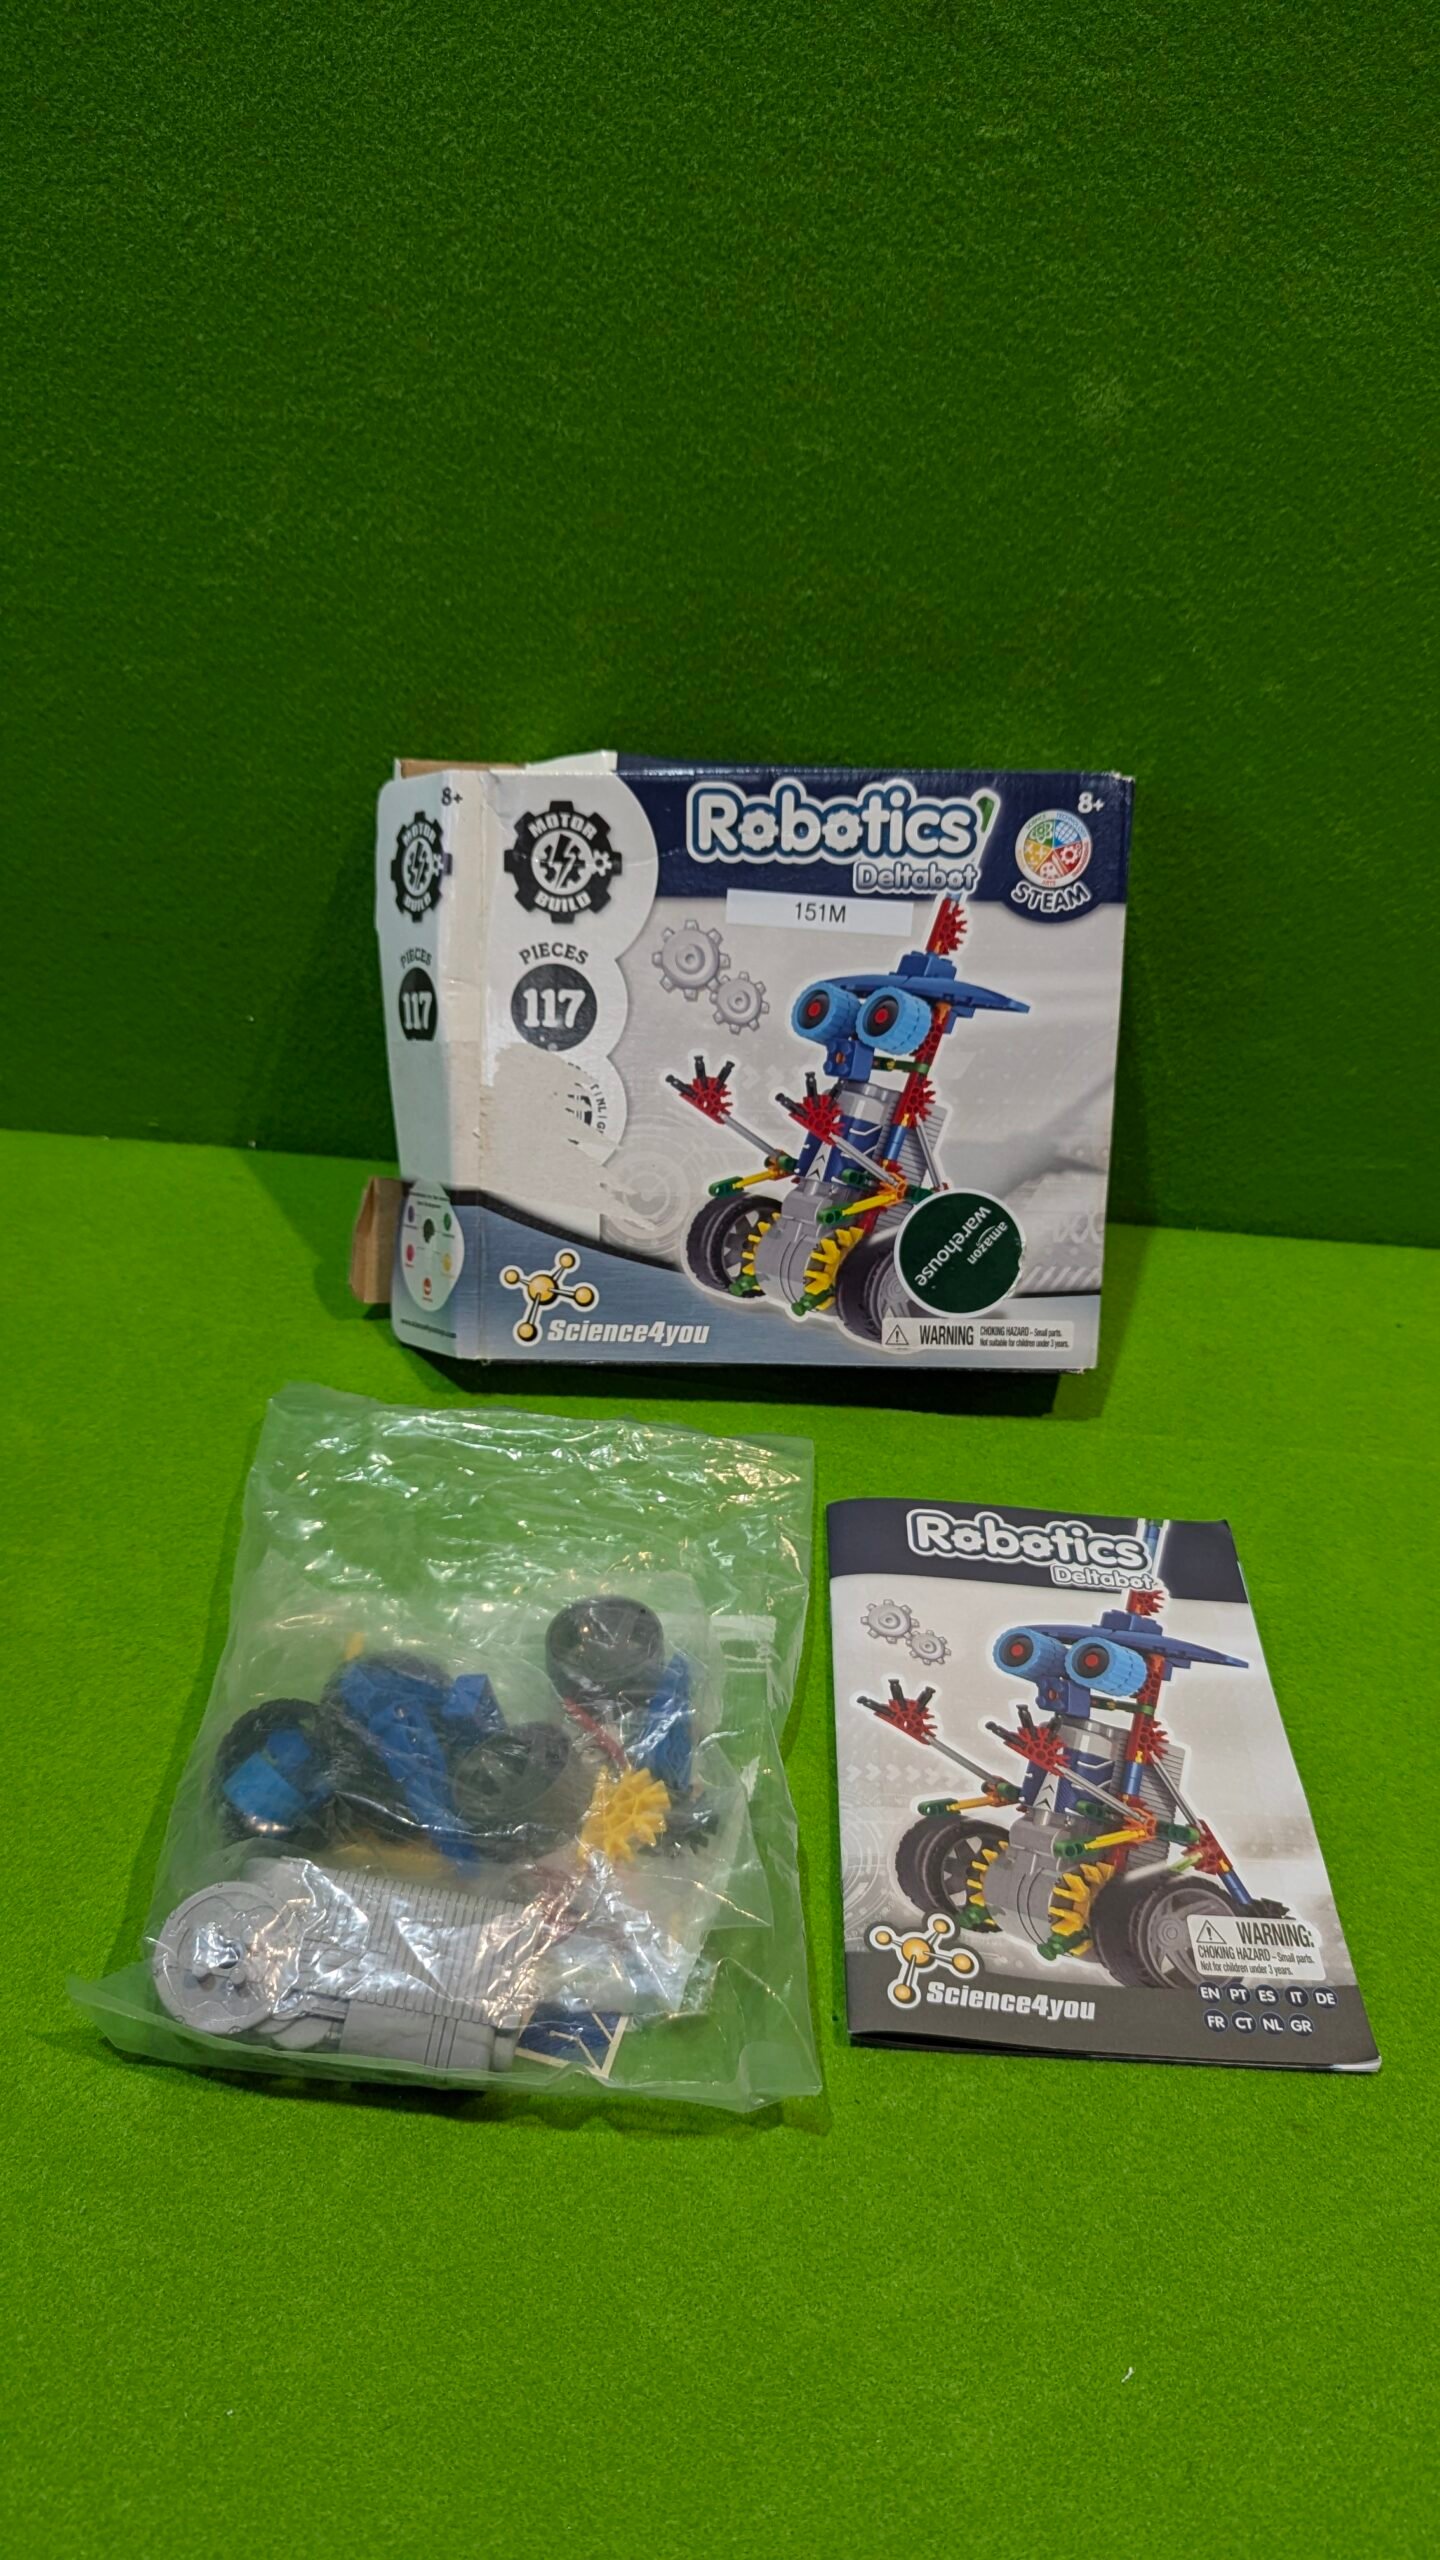 8+
MOTOR
BUILD
PIECES
117
MOTOR
BUILD
PIECES
117
Robotics
Deltabot
8+
STEAM
151M
amazon
warehouse
Science4you
WARNING
CHOKING HAZARD – Small parts.
Not suitable for children under 3 years.
Robotics
Deltabot
Science4you
WARNING:
CHOKING HAZARD – Small parts.
Not for children under 3 years.
EN PT ES IT DE
FR CT NL GR